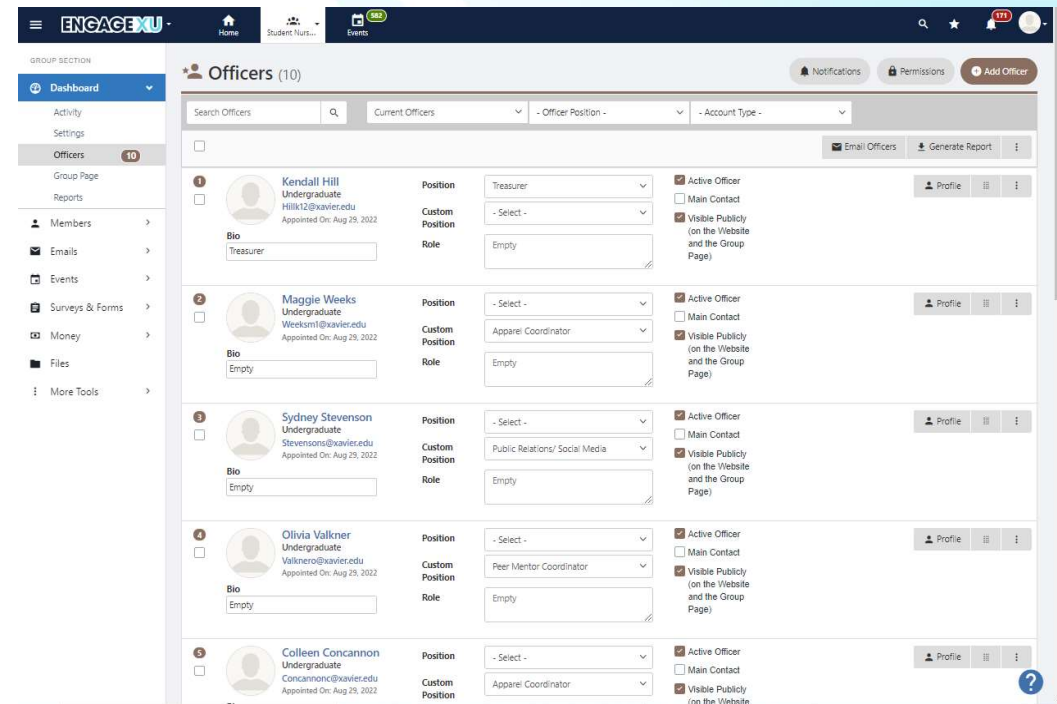 ENGAGEXU
Home
Student Nurs...
582
Events
171
GROUP SECTION
Dashboard
Activity
Settings
Officers 10
Group Page
Reports
Members
Emails
Events
Surveys & Forms
Money
Files
More Tools
Officers (10)
Notifications
Permissions
Add Officer
Search Officers
Current Officers
- Officer Position -
- Account Type -
Email Officers
Generate Report
1
Kendall Hill
Undergraduate
Hillk12@xavier.edu
Appointed On: Aug 29, 2022
Bio
Treasurer
Position
Treasurer
Custom
Position
- Select -
Role
Empty
Active Officer
Main Contact
Visible Publicly
(on the Website
and the Group
Page)
Profile
2
Maggie Weeks
Undergraduate
Weeksm1@xavier.edu
Appointed On: Aug 29, 2022
Bio
Empty
Position
- Select -
Custom
Position
Apparel Coordinator
Role
Empty
Active Officer
Main Contact
Visible Publicly
(on the Website
and the Group
Page)
Profile
3
Sydney Stevenson
Undergraduate
Stevensons@xavier.edu
Appointed On: Aug 29, 2022
Bio
Empty
Position
- Select -
Custom
Position
Public Relations/ Social Media
Role
Empty
Active Officer
Main Contact
Visible Publicly
(on the Website
and the Group
Page)
Profile
4
Olivia Valkner
Undergraduate
Valknero@xavier.edu
Appointed On: Aug 29, 2022
Bio
Empty
Position
- Select -
Custom
Position
Peer Mentor Coordinator
Role
Empty
Active Officer
Main Contact
Visible Publicly
(on the Website
and the Group
Page)
Profile
5
Colleen Concannon
Undergraduate
Concannonc@xavier.edu
Appointed On: Aug 29, 2022
Position
- Select -
Custom
Position
Apparel Coordinator
Active Officer
Main Contact
Visible Publicly
(on the Website
Profile
?